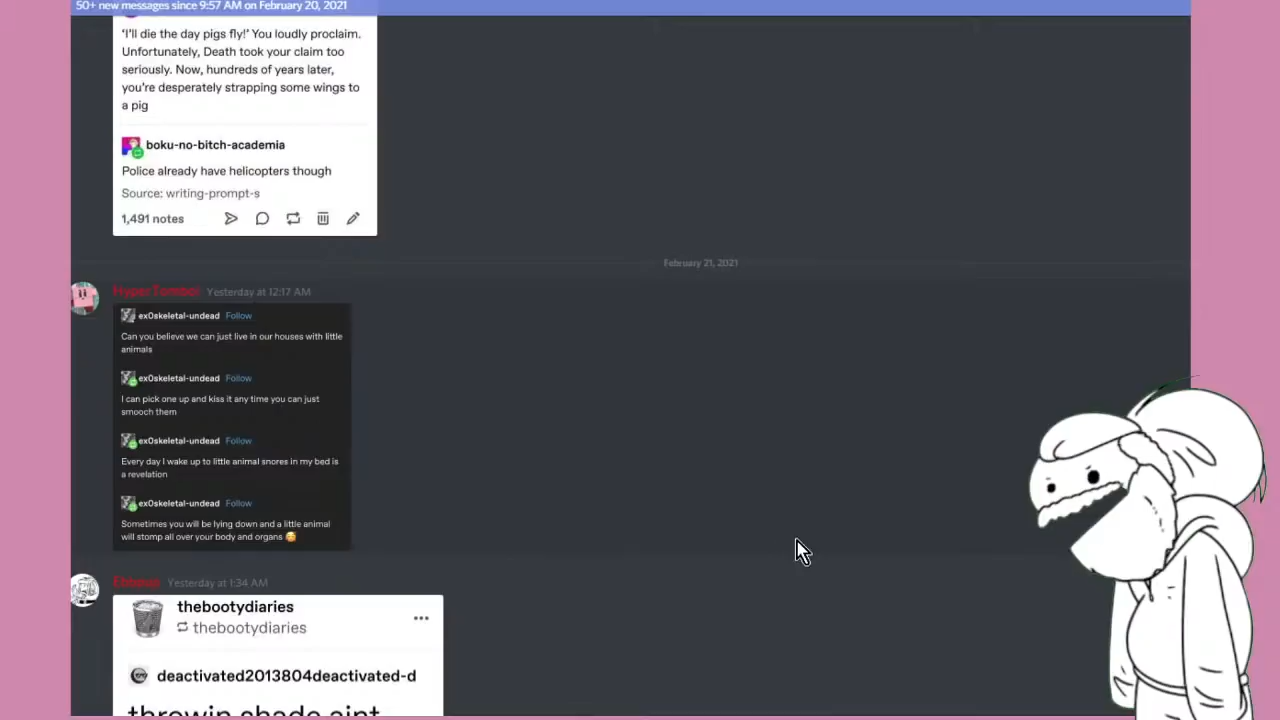 50+ new messages since 9:57 AM on February 20, 2021
'I'll die the day pigs fly!' You loudly proclaim.
Unfortunately, Death took your claim too
seriously. Now, hundreds of years later,
you're desperately strapping some wings to
a pig
boku-no-bitch-academia
Police already have helicopters though
Source: writing-prompt-s
1,491 notes
February 21, 2021
HyperTomboi Yesterday at 12:17 AM
ex0skeletal-undead Follow
Can you believe we can just live in our houses with little
animals
ex0skeletal-undead Follow
I can pick one up and kiss it any time you can just
smooch them
ex0skeletal-undead Follow
Every day I wake up to little animal snores in my bed is
a revelation
ex0skeletal-undead Follow
Sometimes you will be lying down and a little animal
will stomp all over your body and organs 🥰
Yesterday at 1:34 AM
thebootydiaries
thebootydiaries
deactivated2013804deactivated-d
throwin shade aint